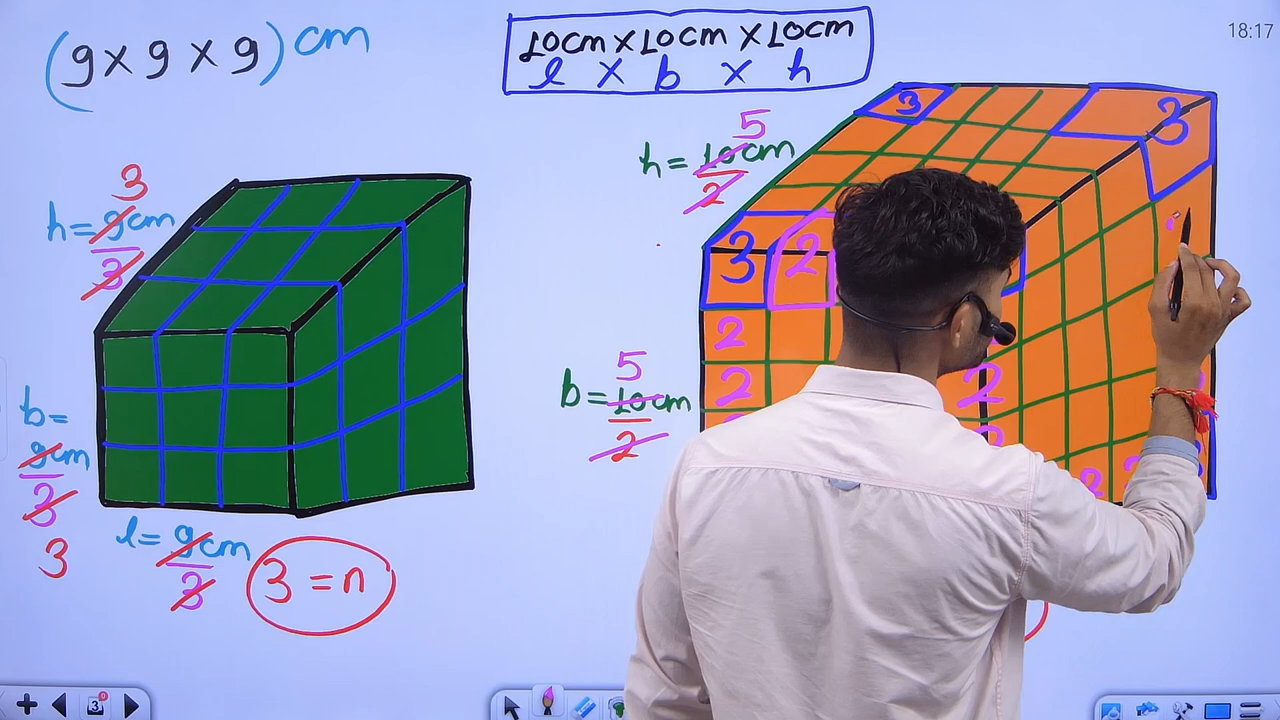 (9 x 9 x 9) cm
10cm x 10cm x 10cm
l x b x h
18:17
3
h = 9cm
3
b =
9cm
3
3
l = 9cm
3
3 = n
5
h = 10cm
2
5
b = 10cm
2
3
3
3
2
2
2
2
2
3